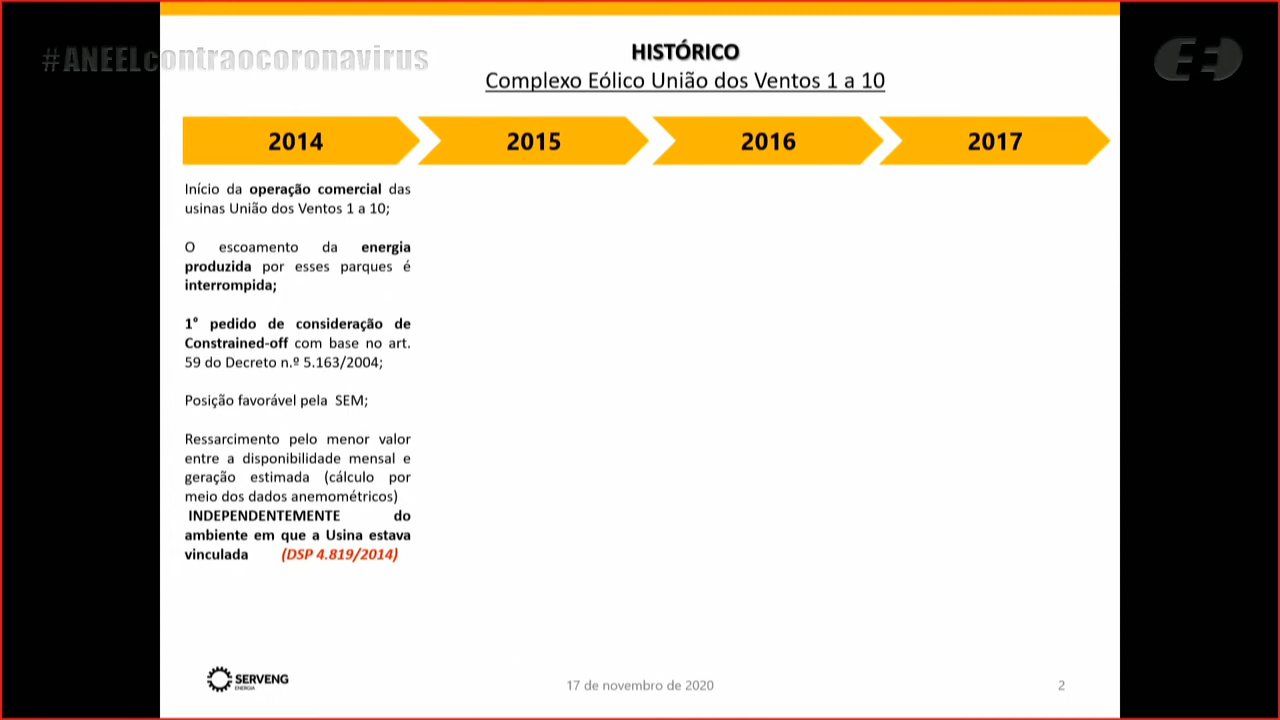 #ANEELcontraocoronavirus
HISTÓRICO
Complexo Eólico União dos Ventos 1 a 10
2014
2015
2016
2017
Início da operação comercial das
usinas União dos Ventos 1 a 10;
O escoamento da energia
produzida por esses parques é
interrompida;
1° pedido de consideração de
Constrained-off com base no art.
59 do Decreto n.º 5.163/2004;
Posição favorável pela SEM;
Ressarcimento pelo menor valor
entre a disponibilidade mensal e
geração estimada (cálculo por
meio dos dados anemométricos)
INDEPENDENTEMENTE do
ambiente em que a Usina estava
vinculada (DSP 4.819/2014)
SERVENG
ENERGIA
17 de novembro de 2020
2